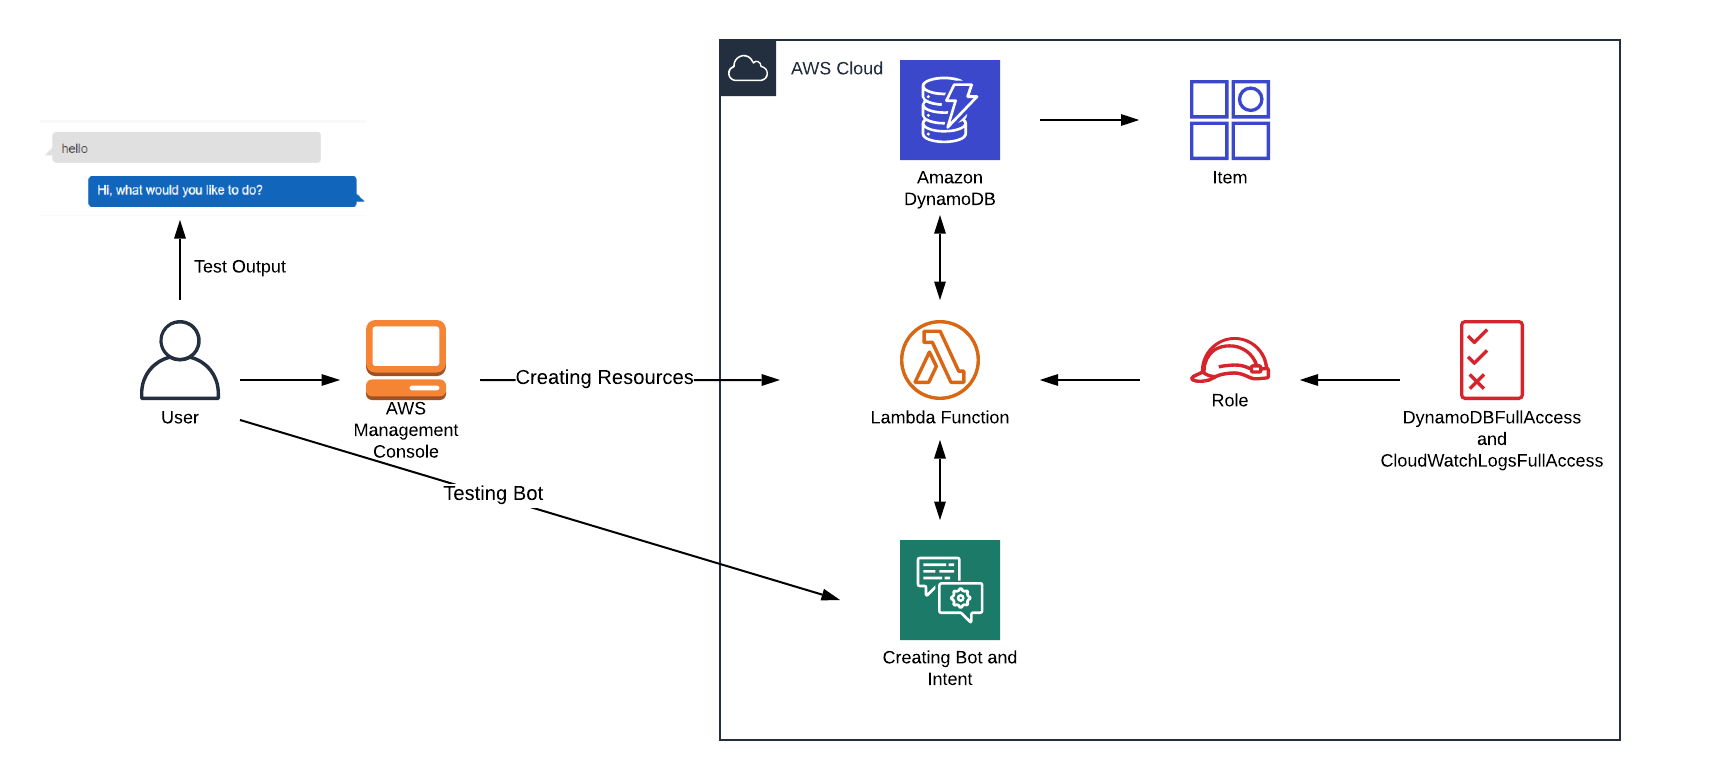 AWS Cloud
hello
Hi, what would you like to do?
Amazon
DynamoDB
Item
Test Output
User
AWS
Management
Console
Creating Resources
Lambda Function
Role
DynamoDBFullAccess
and
CloudWatchLogsFullAccess
Testing Bot
Creating Bot and
Intent